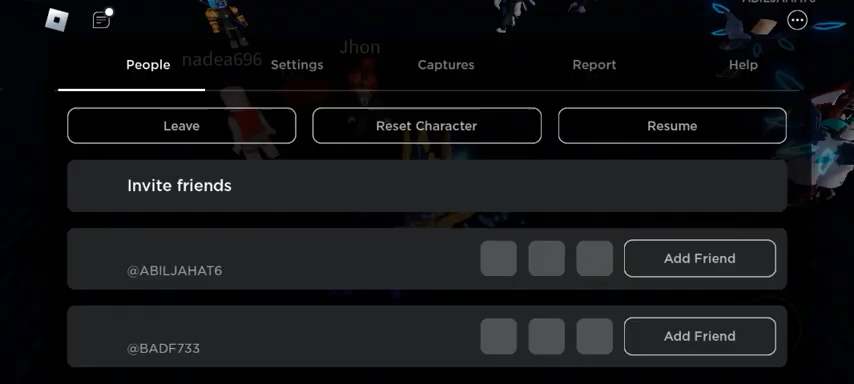 ABILJAHAT6
nadea696
Jhon
People
Settings
Captures
Report
Help
Leave
Reset Character
Resume
Invite friends
@ABILJAHAT6
Add Friend
@BADF733
Add Friend